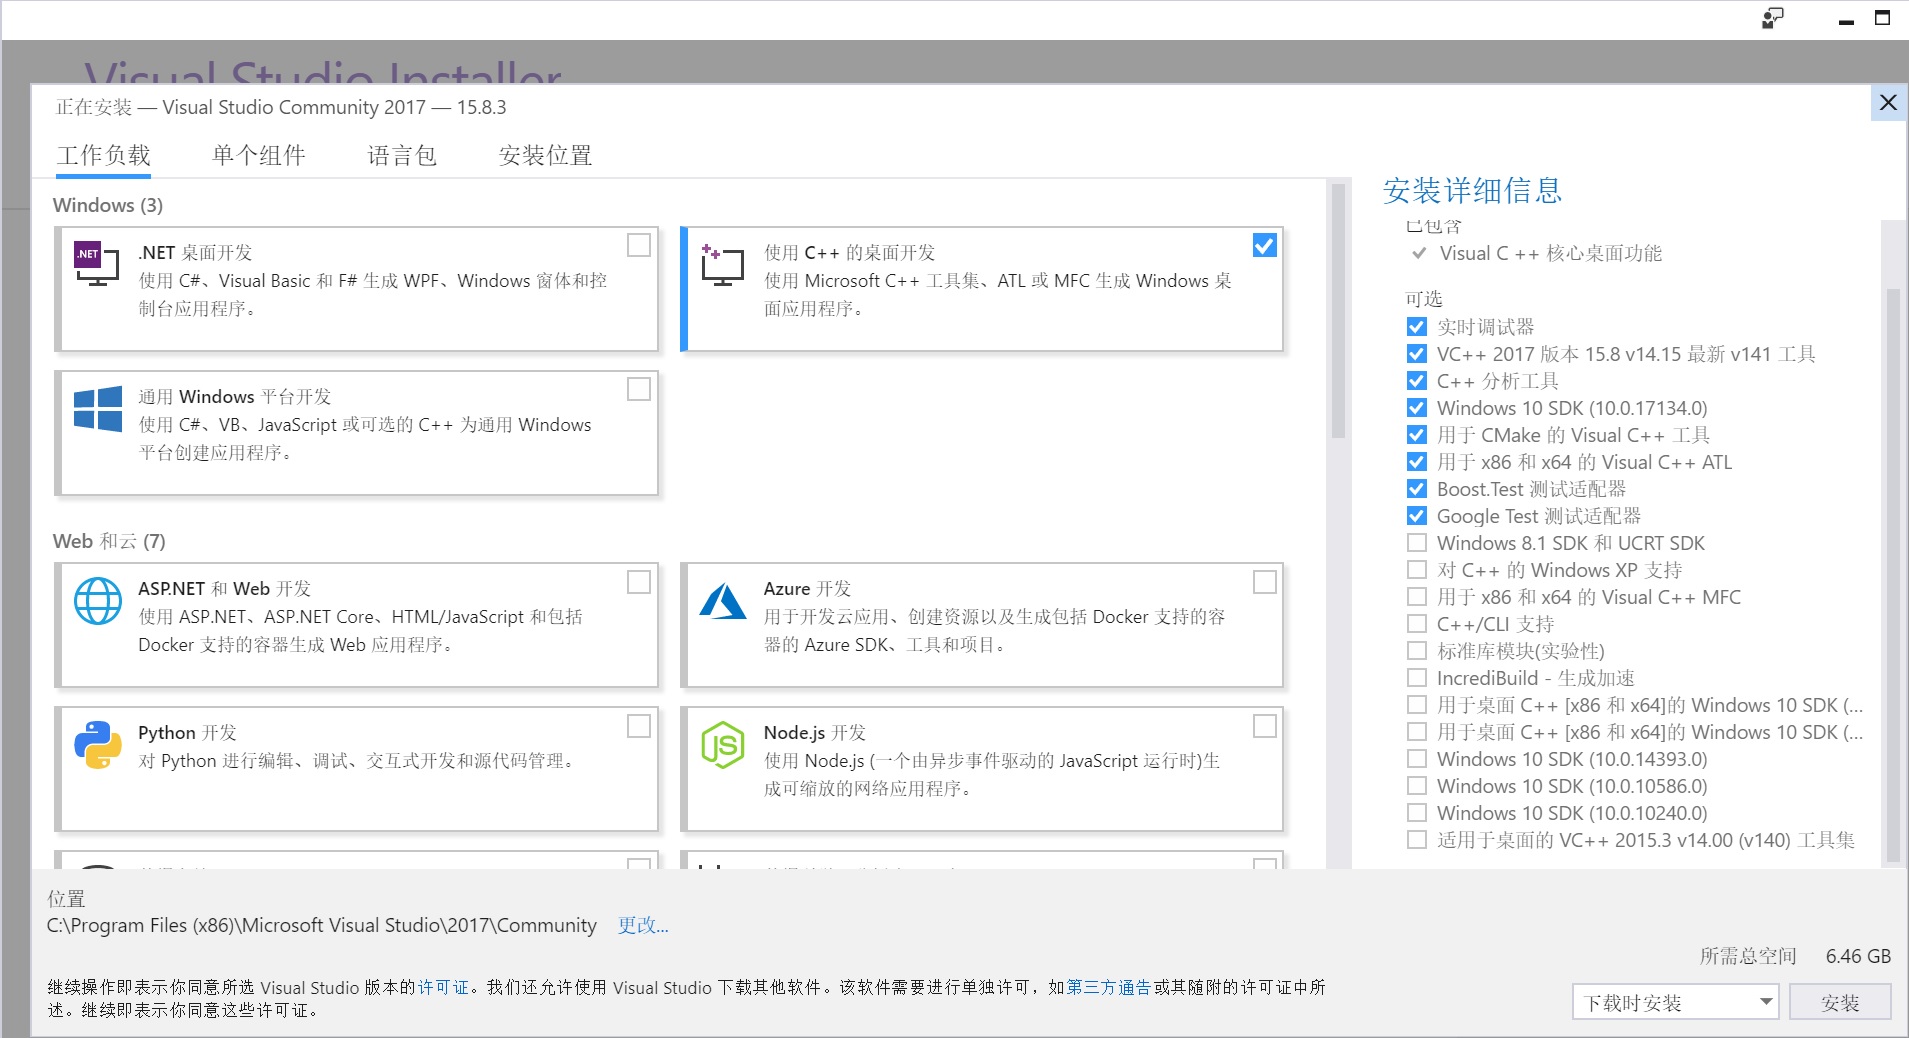 Visual Studio Installer
正在安装 — Visual Studio Community 2017 — 15.8.3
工作负载 单个组件 语言包 安装位置
Windows (3)
.NET
.NET 桌面开发
使用 C#、Visual Basic 和 F# 生成 WPF、Windows 窗体和控
制台应用程序。
使用 C++ 的桌面开发
使用 Microsoft C++ 工具集、ATL 或 MFC 生成 Windows 桌
面应用程序。
通用 Windows 平台开发
使用 C#、VB、JavaScript 或可选的 C++ 为通用 Windows
平台创建应用程序。
Web 和云 (7)
ASP.NET 和 Web 开发
使用 ASP.NET、ASP.NET Core、HTML/JavaScript 和包括
Docker 支持的容器生成 Web 应用程序。
Azure 开发
用于开发云应用、创建资源以及生成包括 Docker 支持的容
器的 Azure SDK、工具和项目。
Python 开发
对 Python 进行编辑、调试、交互式开发和源代码管理。
JS
Node.js 开发
使用 Node.js (一个由异步事件驱动的 JavaScript 运行时)生
成可缩放的网络应用程序。
安装详细信息
已包含
Visual C ++ 核心桌面功能
可选
实时调试器
VC++ 2017 版本 15.8 v14.15 最新 v141 工具
C++ 分析工具
Windows 10 SDK (10.0.17134.0)
用于 CMake 的 Visual C++ 工具
用于 x86 和 x64 的 Visual C++ ATL
Boost.Test 测试适配器
Google Test 测试适配器
Windows 8.1 SDK 和 UCRT SDK
对 C++ 的 Windows XP 支持
用于 x86 和 x64 的 Visual C++ MFC
C++/CLI 支持
标准库模块(实验性)
IncrediBuild - 生成加速
用于桌面 C++ [x86 和 x64]的 Windows 10 SDK (...
用于桌面 C++ [x86 和 x64]的 Windows 10 SDK (...
Windows 10 SDK (10.0.14393.0)
Windows 10 SDK (10.0.10586.0)
Windows 10 SDK (10.0.10240.0)
适用于桌面的 VC++ 2015.3 v14.00 (v140) 工具集
位置
C:\Program Files (x86)\Microsoft Visual Studio\2017\Community 更改...
所需总空间 6.46 GB
继续操作即表示你同意所选 Visual Studio 版本的许可证。我们还允许使用 Visual Studio 下载其他软件。该软件需要进行单独许可，如第三方通告或其随附的许可证中所
述。继续即表示你同意这些许可证。
下载时安装 安装